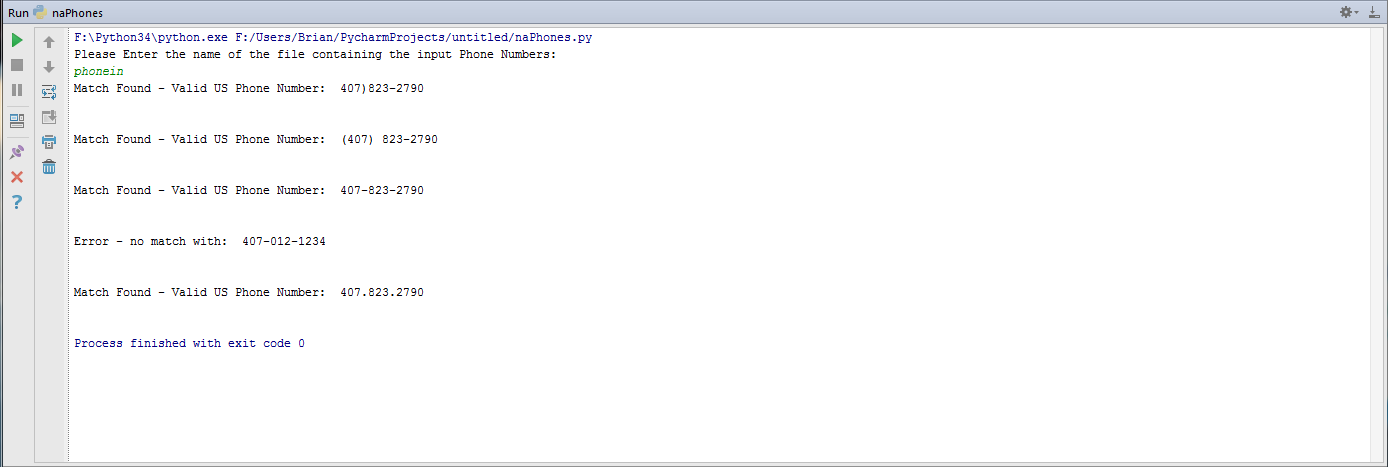 Run naPhones
F:\Python34\python.exe F:/Users/Brian/PycharmProjects/untitled/naPhones.py
Please Enter the name of the file containing the input Phone Numbers:
phonein
Match Found - Valid US Phone Number:  407)823-2790
Match Found - Valid US Phone Number:  (407) 823-2790
Match Found - Valid US Phone Number:  407-823-2790
Error - no match with:  407-012-1234
Match Found - Valid US Phone Number:  407.823.2790
Process finished with exit code 0